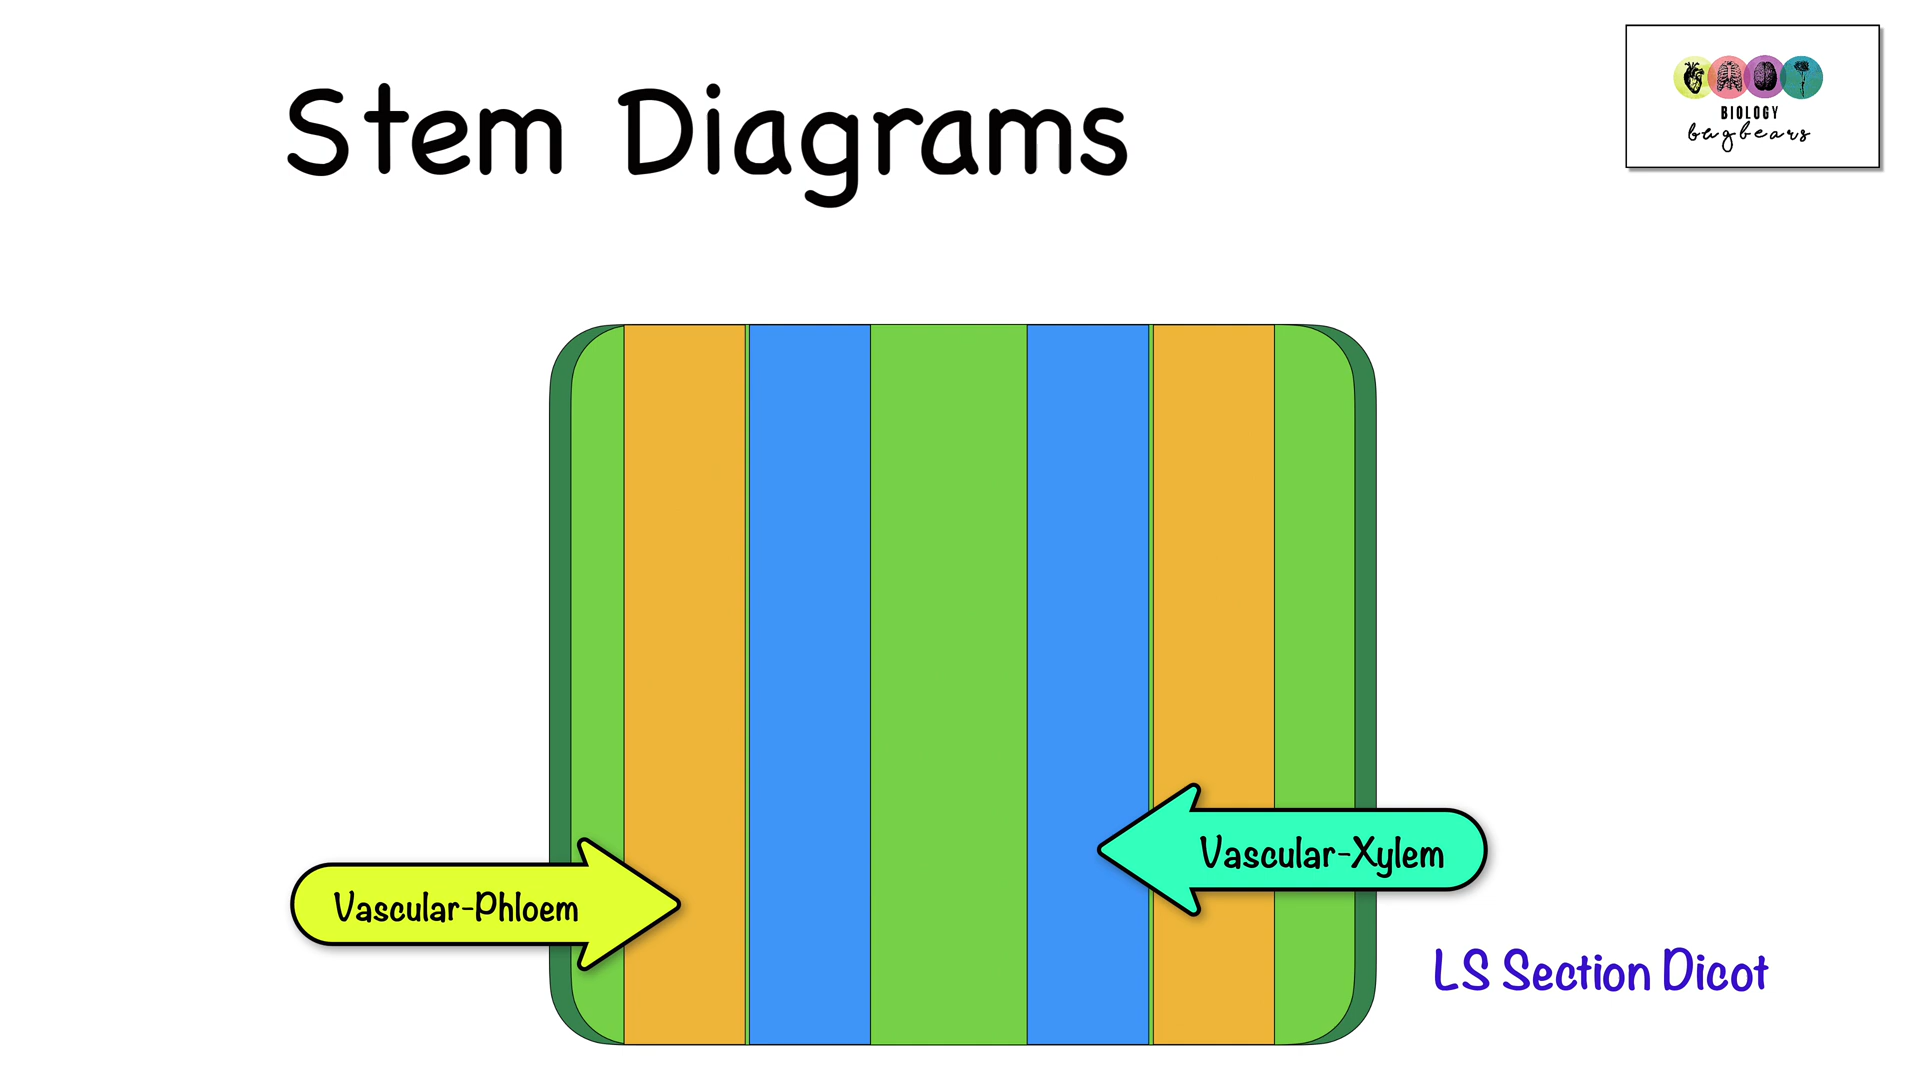 Stem Diagrams
BIOLOGY
bugbears
Vascular-Xylem
Vascular-Phloem
LS Section Dicot